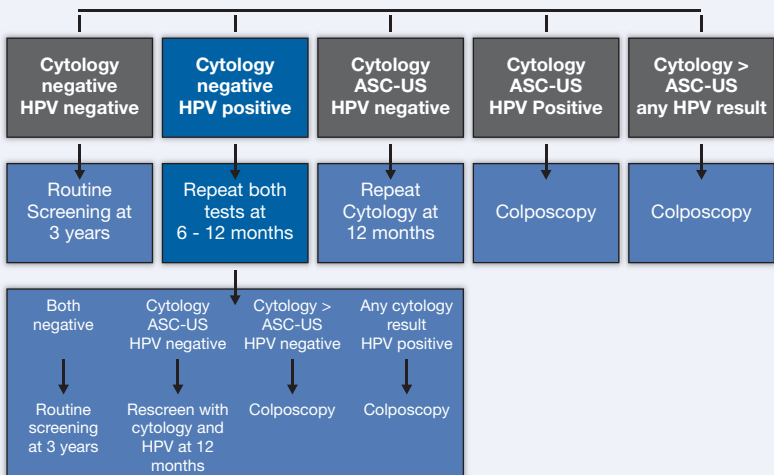 Cytology
negative
HPV negative
Cytology
negative
HPV positive
Cytology
ASC-US
HPV negative
Cytology
ASC-US
HPV Positive
Cytology >
ASC-US
any HPV result
Routine
Screening at
3 years
Repeat both
tests at
6 - 12 months
Repeat
Cytology at
12 months
Colposcopy
Colposcopy
Both
negative
Cytology
ASC-US
HPV negative
Cytology >
ASC-US
HPV negative
Any cytology
result
HPV positive
Routine
screening
at 3 years
Rescreen with
cytology and
HPV at 12
months
Colposcopy
Colposcopy